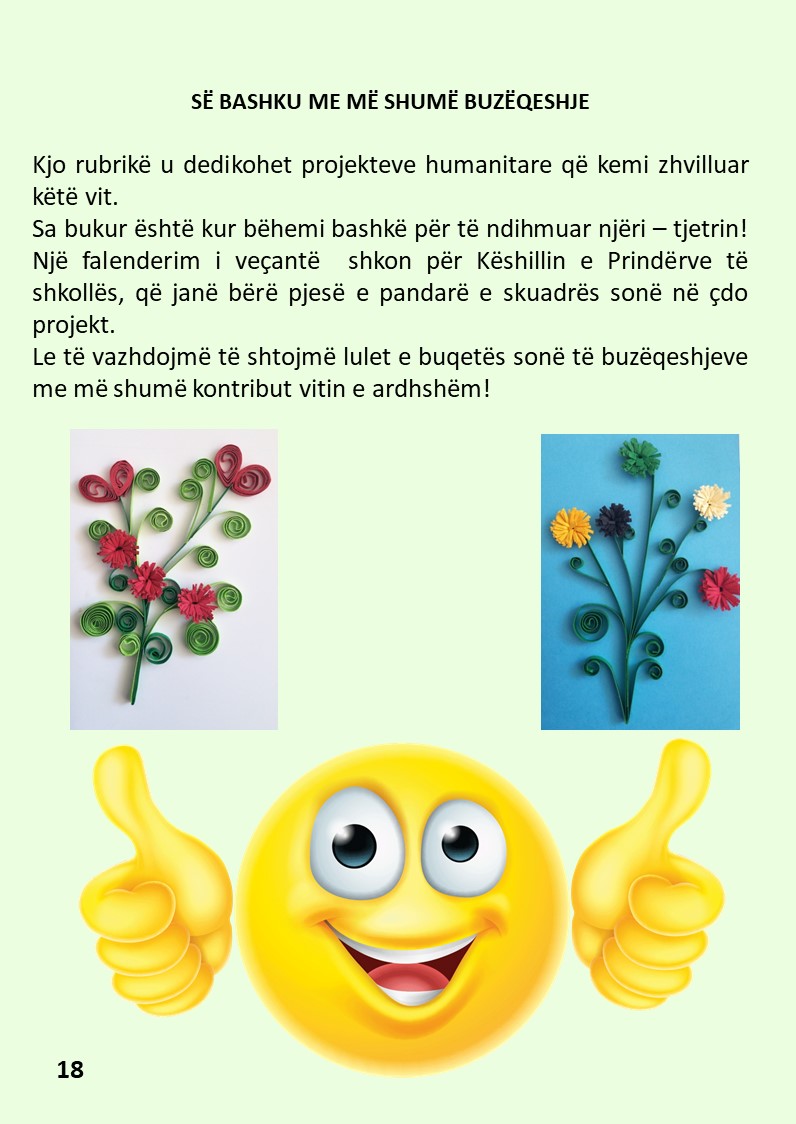 SË BASHKU ME MË SHUMË BUZËQESHJE
Kjo rubrikë u dedikohet projekteve humanitare që kemi zhvilluar
këtë vit.
Sa bukur është kur bëhemi bashkë për të ndihmuar njëri – tjetrin!
Një falenderim i veçantë shkon për Këshillin e Prindërve të
shkollës, që janë bërë pjesë e pandarë e skuadrës sonë në çdo
projekt.
Le të vazhdojmë të shtojmë lulet e buqetës sonë të buzëqeshjeve
me më shumë kontribut vitin e ardhshëm!
18